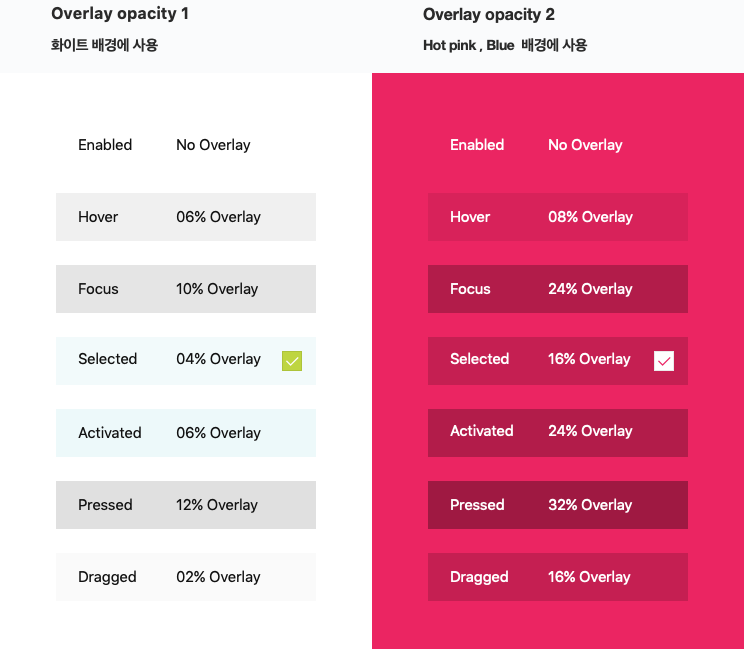 Overlay opacity 1
화이트 배경에 사용
Enabled No Overlay
Hover 06% Overlay
Focus 10% Overlay
Selected 04% Overlay
Activated 06% Overlay
Pressed 12% Overlay
Dragged 02% Overlay
Overlay opacity 2
Hot pink , Blue 배경에 사용
Enabled No Overlay
Hover 08% Overlay
Focus 24% Overlay
Selected 16% Overlay
Activated 24% Overlay
Pressed 32% Overlay
Dragged 16% Overlay